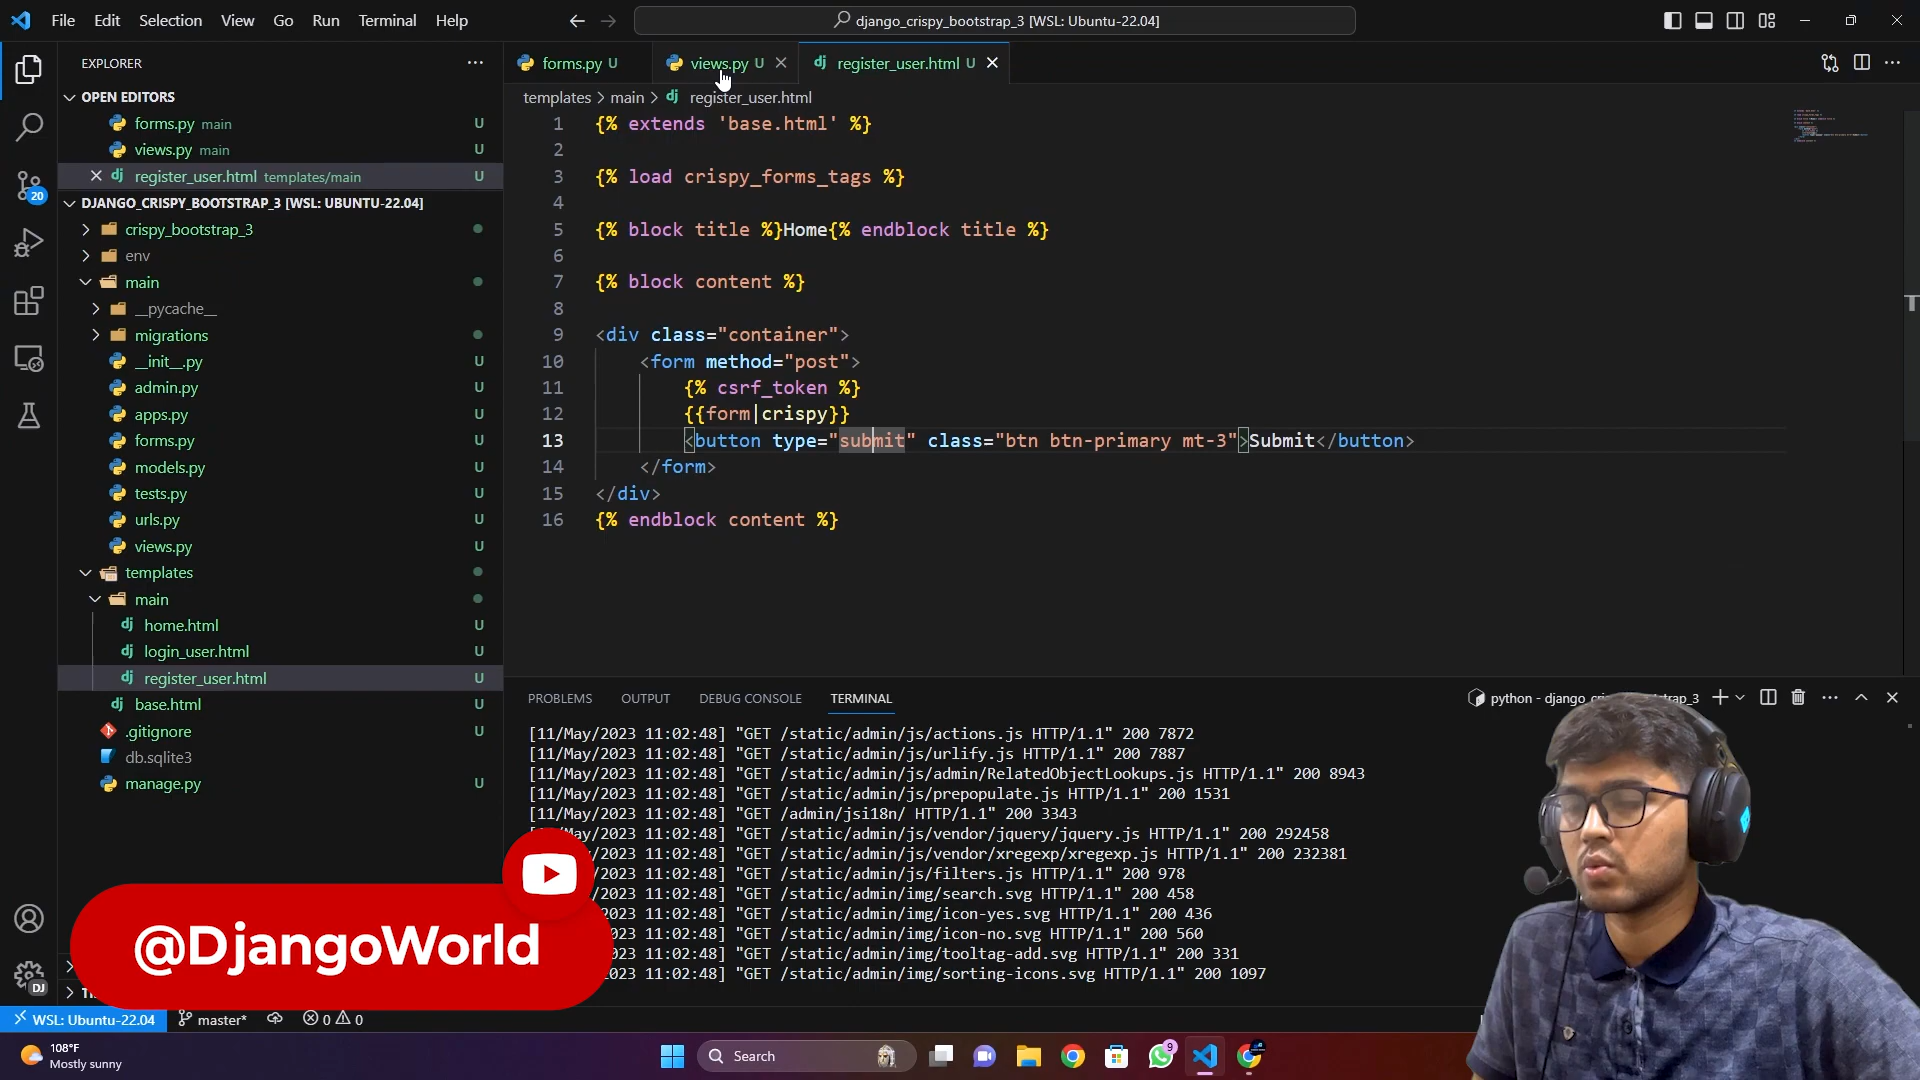 File Edit Selection View Go Run Terminal Help
django_crispy_bootstrap_3 [WSL: Ubuntu-22.04]
EXPLORER
OPEN EDITORS
forms.py main U
views.py main U
register_user.html templates/main U
DJANGO_CRISPY_BOOTSTRAP_3 [WSL: UBUNTU-22.04]
crispy_bootstrap_3
env
main
__pycache__
migrations
__init__.py U
admin.py U
apps.py U
forms.py U
models.py U
tests.py U
urls.py U
views.py U
templates
main
home.html U
login_user.html U
register_user.html U
base.html U
.gitignore U
db.sqlite3
manage.py U
20
DJ
forms.py U
views.py U
register_user.html U
templates > main > dj register_user.html
1 {% extends 'base.html' %}
2
3 {% load crispy_forms_tags %}
4
5 {% block title %}Home{% endblock title %}
6
7 {% block content %}
8
9 <div class="container">
10 <form method="post">
11 {% csrf_token %}
12 {{form|crispy}}
13 <button type="submit" class="btn btn-primary mt-3">Submit</button>
14 </form>
15 </div>
16 {% endblock content %}
PROBLEMS OUTPUT DEBUG CONSOLE TERMINAL
[11/May/2023 11:02:48] "GET /static/admin/js/actions.js HTTP/1.1" 200 7872
[11/May/2023 11:02:48] "GET /static/admin/js/urlify.js HTTP/1.1" 200 7887
[11/May/2023 11:02:48] "GET /static/admin/js/admin/RelatedObjectLookups.js HTTP/1.1" 200 8943
[11/May/2023 11:02:48] "GET /static/admin/js/prepopulate.js HTTP/1.1" 200 1531
[11/May/2023 11:02:48] "GET /admin/jsi18n/ HTTP/1.1" 200 3343
May/2023 11:02:48] "GET /static/admin/js/vendor/jquery/jquery.js HTTP/1.1" 200 292458
/2023 11:02:48] "GET /static/admin/js/vendor/xregexp/xregexp.js HTTP/1.1" 200 232381
/2023 11:02:48] "GET /static/admin/js/filters.js HTTP/1.1" 200 978
023 11:02:48] "GET /static/admin/img/search.svg HTTP/1.1" 200 458
023 11:02:48] "GET /static/admin/img/icon-yes.svg HTTP/1.1" 200 436
023 11:02:48] "GET /static/admin/img/icon-no.svg HTTP/1.1" 200 560
023 11:02:48] "GET /static/admin/img/tooltag-add.svg HTTP/1.1" 200 331
023 11:02:48] "GET /static/admin/img/sorting-icons.svg HTTP/1.1" 200 1097
@DjangoWorld
WSL: Ubuntu-22.04 master* 0 0
108°F
Mostly sunny
Search
9